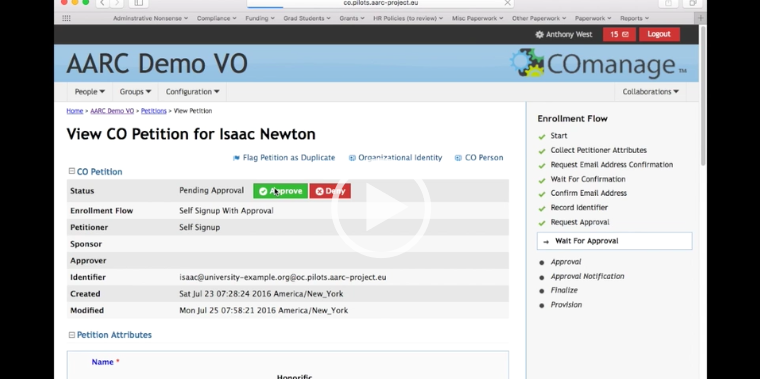 co.pilots.aarc-project.eu
Adminstrative Nonsense Compliance Funding Grad Students Grants HR Policies (to review) Misc Paperwork Other Paperwork Paperwork Reports
Anthony West 15 Logout
AARC Demo VO COmanage™
People Groups Configuration Collaborations
Home > AARC Demo VO > Petitions > View Petition
View CO Petition for Isaac Newton
Flag Petition as Duplicate Organizational Identity CO Person
CO Petition
Status Pending Approval Approve Deny
Enrollment Flow Self Signup With Approval
Petitioner Self Signup
Sponsor
Approver
Identifier isaac@university-example.org@oc.pilots.aarc-project.eu
Created Sat Jul 23 07:28:24 2016 America/New_York
Modified Mon Jul 25 07:58:21 2016 America/New_York
Petition Attributes
Name *
Honorific
Enrollment Flow
Start
Collect Petitioner Attributes
Request Email Address Confirmation
Wait For Confirmation
Confirm Email Address
Record Identifier
Request Approval
→ Wait For Approval
Approval
Approval Notification
Finalize
Provision